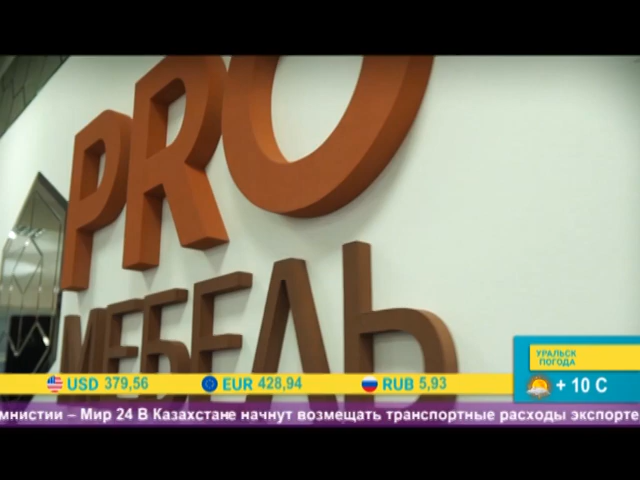 PRO
МЕБЕЛЬ
УРАЛЬСК
ПОГОДА
USD 379,56 EUR 428,94 RUB 5,93 + 10 C
мнистии – Мир 24 В Казахстане начнут возмещать транспортные расходы экспорте